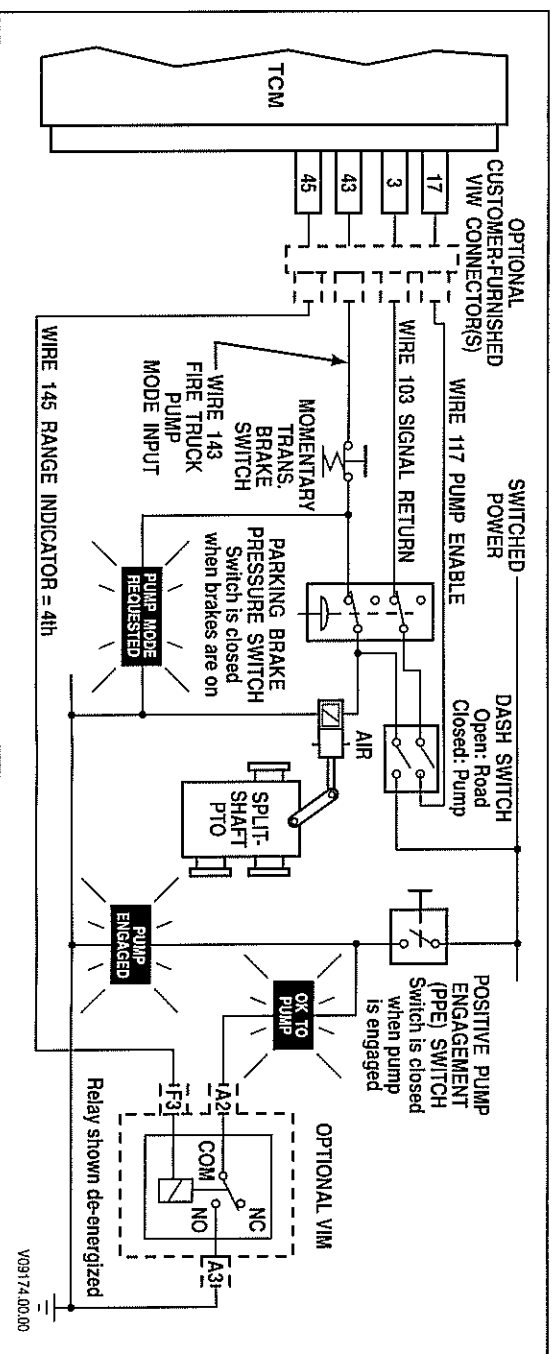 TCM
45
43
3
17
OPTIONAL
CUSTOMER-FURNISHED
VIW CONNECTOR(S)
WIRE 145 RANGE INDICATOR = 4th
WIRE 143
FIRE TRUCK
PUMP
MODE INPUT
MOMENTARY
TRANS.
BRAKE
SWITCH
WIRE 103 SIGNAL RETURN
WIRE 117 PUMP ENABLE
SWITCHED
POWER
PUMP MODE
REQUESTED
PARKING BRAKE
PRESSURE SWITCH
Switch is closed
when brakes are on
DASH SWITCH
Open: Road
Closed: Pump
AIR
SPLIT-
SHAFT
PTO
PUMP
ENGAGED
OK TO
PUMP
POSITIVE PUMP
ENGAGEMENT
(PPE) SWITCH
Switch is closed
when pump
is engaged
F3
A2
OPTIONAL VIM
COM
NC
NO
A3
Relay shown de-energized
V09174.00.00